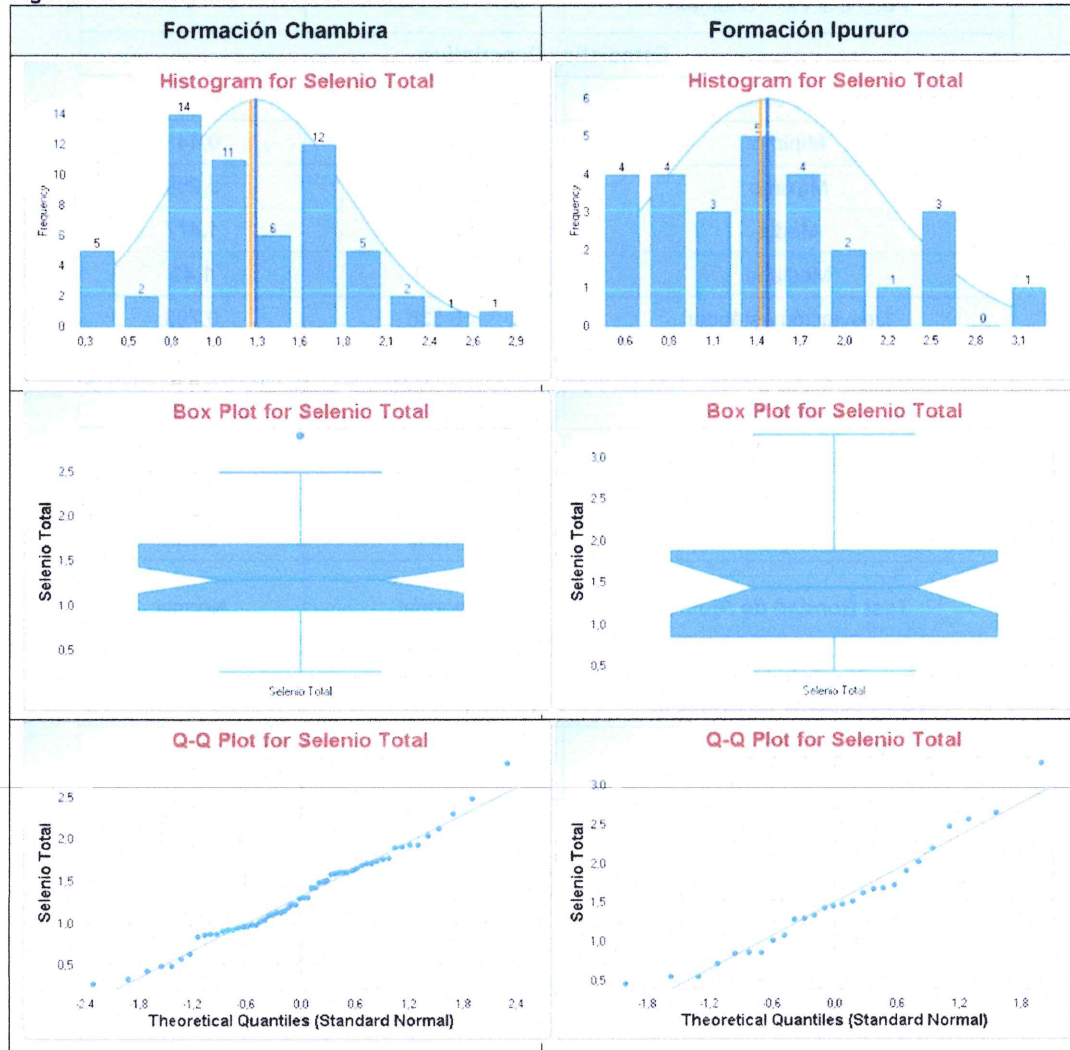 Formación Chambira
Formación Ipururo
Histogram for Selenio Total
Frequency
14
12
10
8
6
4
2
0
5
2
14
11
6
12
5
2
1
1
0,3 0,5 0,8 1,0 1,3 1,6 1,8 2,1 2,4 2,6 2,9
Histogram for Selenio Total
Frequency
6
5
4
3
2
1
0
4
4
3
5
4
2
1
3
0
1
0,6 0,8 1,1 1,4 1,7 2,0 2,2 2,5 2,8 3,1
Box Plot for Selenio Total
Selenio Total
2.5
2.0
1.5
1.0
0.5
Selenio Total
Box Plot for Selenio Total
Selenio Total
3.0
2.5
2.0
1.5
1.0
0,5
Selenio Total
Q-Q Plot for Selenio Total
Selenio Total
2.5
2.0
1.5
1.0
0.5
-2.4 -1,8 -1,2 -0,6 0,0 0,6 1,2 1,8 2,4
Theoretical Quantiles (Standard Normal)
Q-Q Plot for Selenio Total
Selenio Total
3.0
2.5
2.0
1.5
1.0
0.5
-1,8 -1,2 -0,6 0,0 0,6 1,2 1,8
Theoretical Quantiles (Standard Normal)